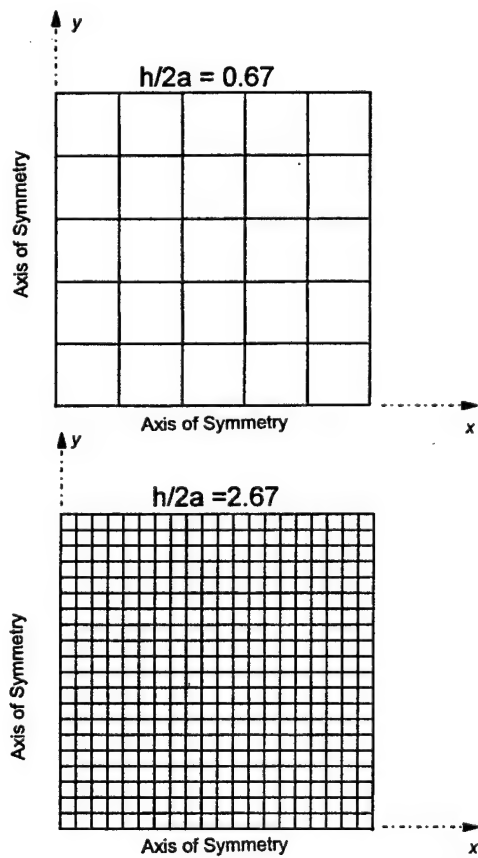 y
h/2a = 0.67
Axis of Symmetry
Axis of Symmetry
x
y
h/2a =2.67
Axis of Symmetry
Axis of Symmetry
x